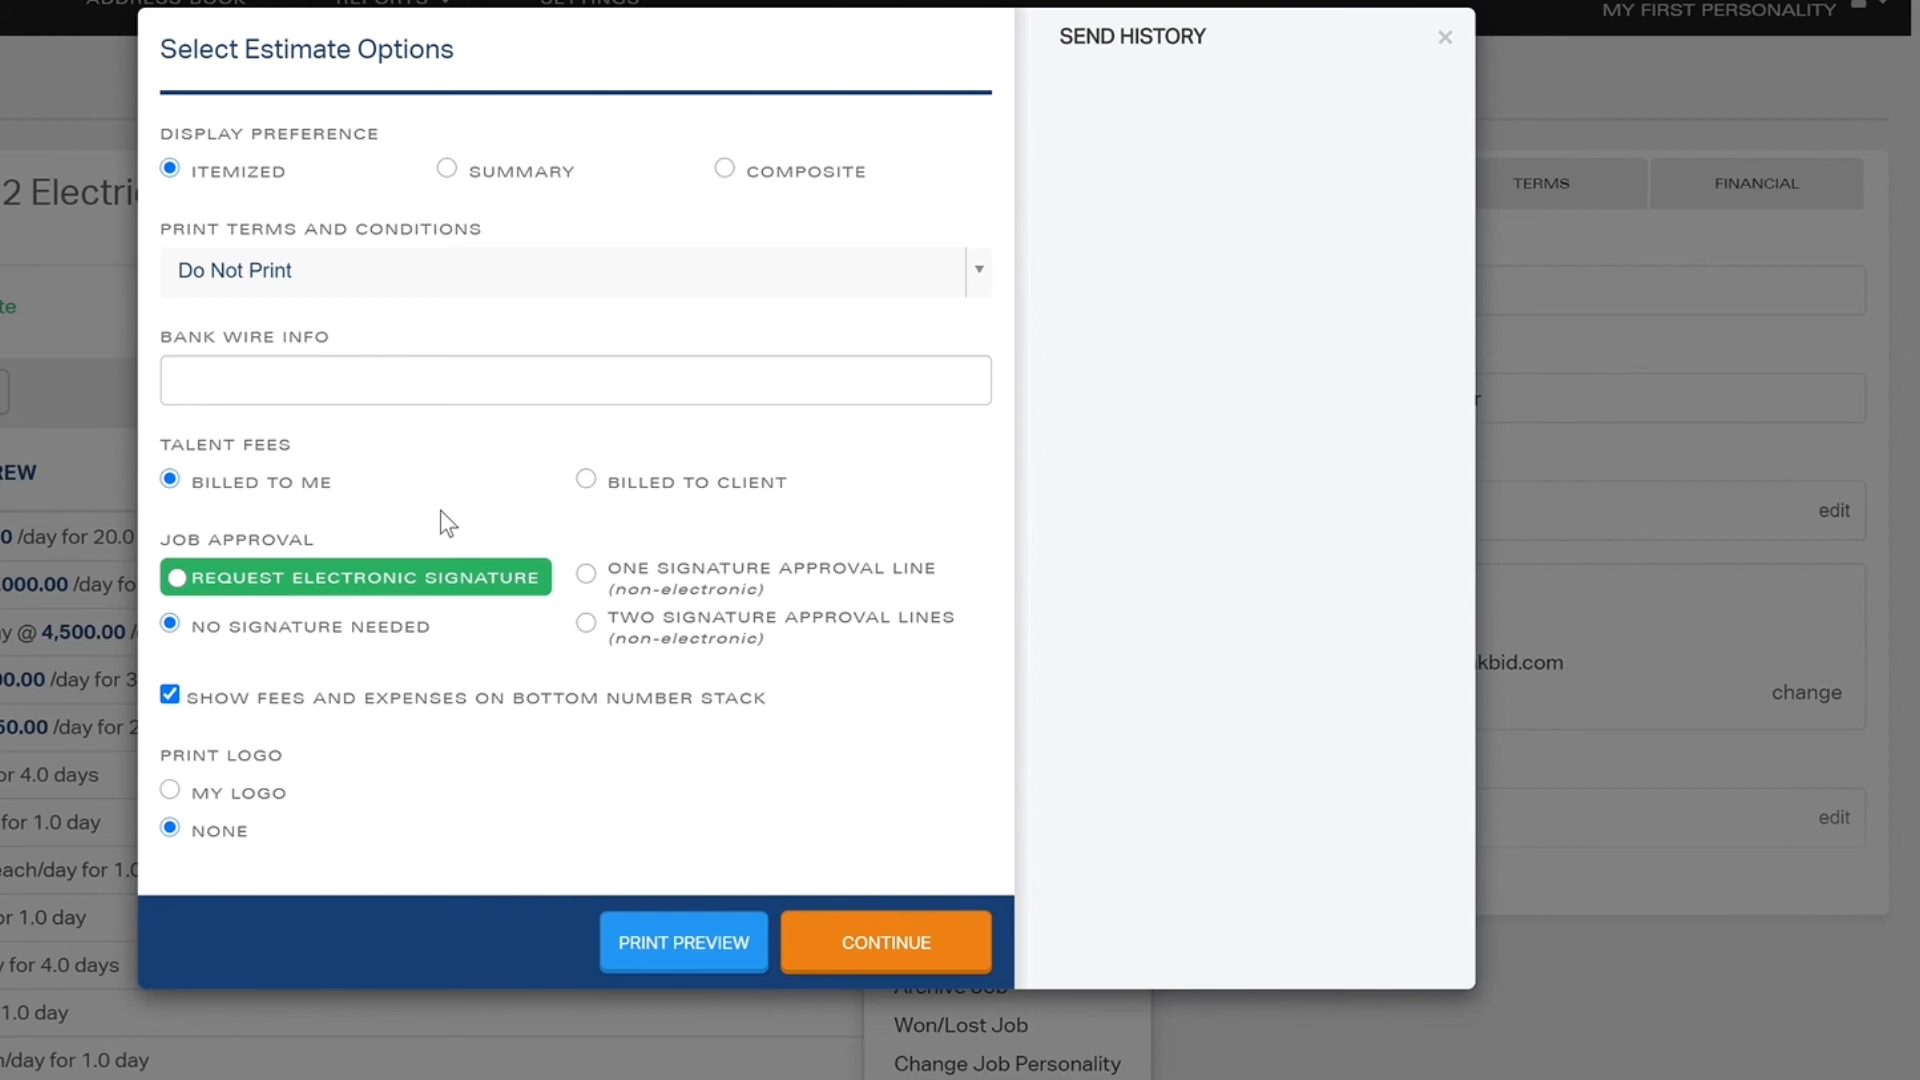 MY FIRST PERSONALITY
Select Estimate Options
SEND HISTORY
×
DISPLAY PREFERENCE
ITEMIZED SUMMARY COMPOSITE
TERMS FINANCIAL
2 Electri
PRINT TERMS AND CONDITIONS
Do Not Print
te
BANK WIRE INFO
r
TALENT FEES
REW
BILLED TO ME BILLED TO CLIENT
edit
0 /day for 20.0
JOB APPROVAL
REQUEST ELECTRONIC SIGNATURE
ONE SIGNATURE APPROVAL LINE
(non-electronic)
.000.00 /day fo
NO SIGNATURE NEEDED
TWO SIGNATURE APPROVAL LINES
(non-electronic)
y @ 4,500.00 /
kbid.com
00.00 /day for 3
SHOW FEES AND EXPENSES ON BOTTOM NUMBER STACK
change
50.00 /day for 2
PRINT LOGO
or 4.0 days
MY LOGO
for 1.0 day
NONE
edit
each/day for 1.0
or 1.0 day
PRINT PREVIEW CONTINUE
y for 4.0 days
Archive Job
1.0 day
Won/Lost Job
n/day for 1.0 day
Change Job Personality